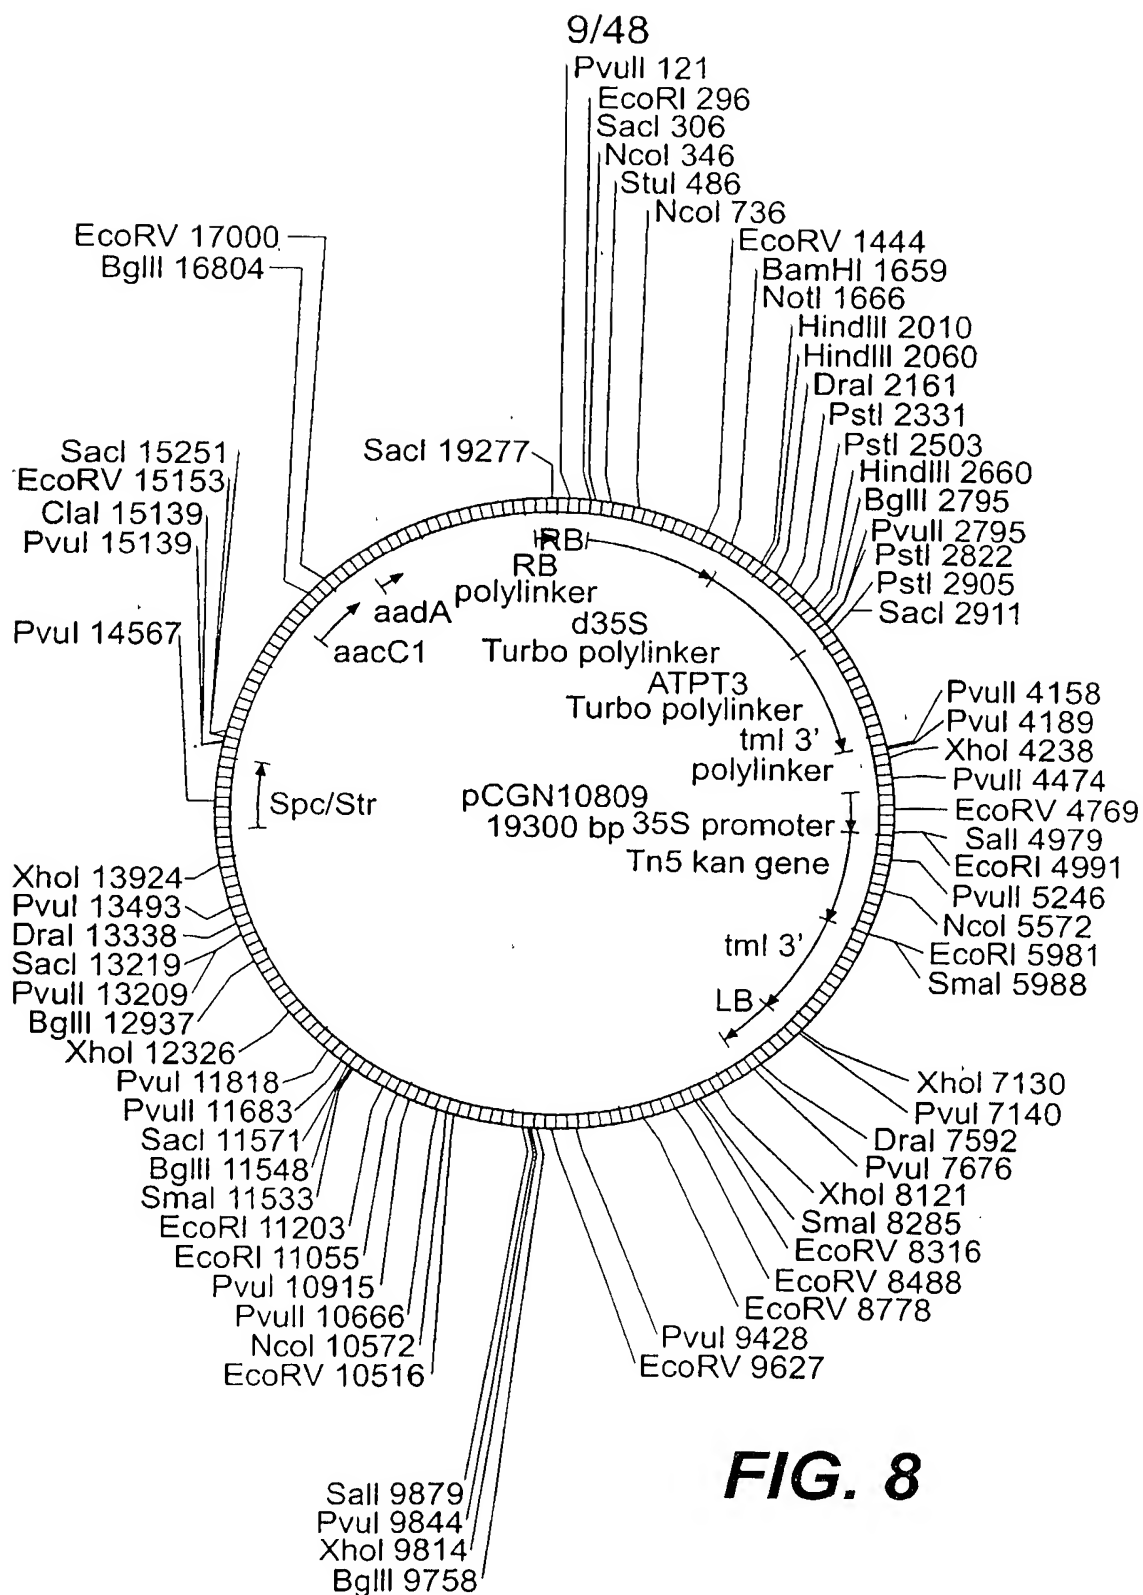 9/48
PvuII 121
EcoRI 296
SacI 306
NcoI 346
StuI 486
NcoI 736
EcoRV 1444
BamHI 1659
NotI 1666
HindIII 2010
HindIII 2060
DraI 2161
PstI 2331
PstI 2503
HindIII 2660
BglII 2795
PvuII 2795
PstI 2822
PstI 2905
SacI 2911
PvuII 4158
PvuI 4189
XhoI 4238
PvuII 4474
EcoRV 4769
SalI 4979
EcoRI 4991
PvuII 5246
NcoI 5572
EcoRI 5981
SmaI 5988
XhoI 7130
PvuI 7140
DraI 7592
PvuI 7676
XhoI 8121
SmaI 8285
EcoRV 8316
EcoRV 8488
EcoRV 8778
PvuI 9428
EcoRV 9627
BglII 9758
XhoI 9814
PvuI 9844
SalI 9879
EcoRV 10516
NcoI 10572
PvuII 10666
PvuI 10915
EcoRI 11055
EcoRI 11203
SmaI 11533
BglII 11548
SacI 11571
PvuII 11683
PvuI 11818
XhoI 12326
BglII 12937
PvuII 13209
SacI 13219
DraI 13338
PvuI 13493
XhoI 13924
PvuI 14567
PvuI 15139
ClaI 15139
EcoRV 15153
SacI 15251
BglII 16804
EcoRV 17000
SacI 19277
RB
RB
polylinker
d35S
Turbo polylinker
ATPT3
Turbo polylinker
tml 3'
polylinker
35S promoter
Tn5 kan gene
tml 3'
LB
Spc/Str
aacC1
aadA
pCGN10809
19300 bp
FIG. 8